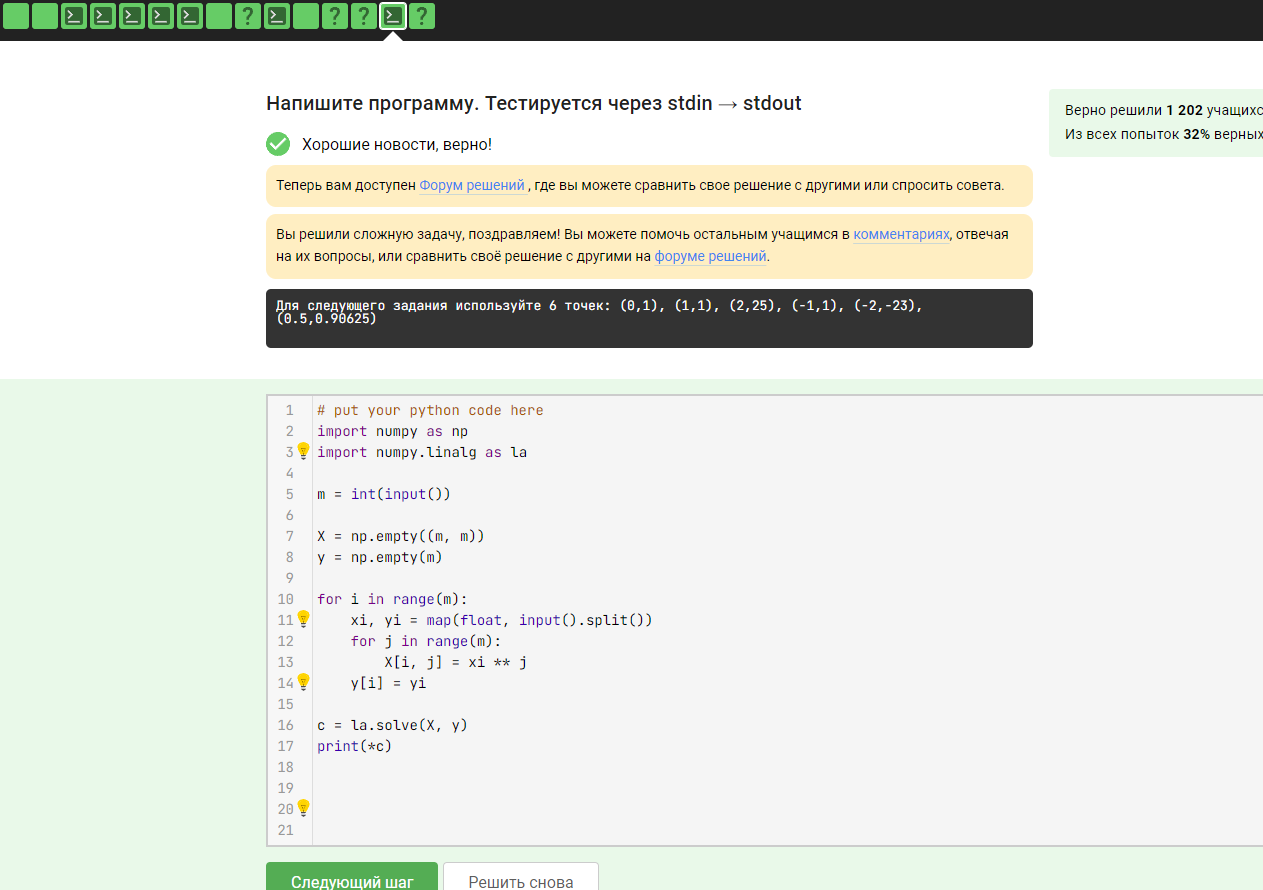 ? ? ? ?
Напишите программу. Тестируется через stdin → stdout
Хорошие новости, верно!
Теперь вам доступен Форум решений , где вы можете сравнить свое решение с другими или спросить совета.
Вы решили сложную задачу, поздравляем! Вы можете помочь остальным учащимся в комментариях, отвечая
на их вопросы, или сравнить своё решение с другими на форуме решений.
Для следующего задания используйте 6 точек: (0,1), (1,1), (2,25), (-1,1), (-2,-23),
(0.5,0.90625)
Верно решили 1 202 учащихс
Из всех попыток 32% верных
1 # put your python code here
2 import numpy as np
3 import numpy.linalg as la
4
5 m = int(input())
6
7 X = np.empty((m, m))
8 y = np.empty(m)
9
10 for i in range(m):
11     xi, yi = map(float, input().split())
12     for j in range(m):
13         X[i, j] = xi ** j
14     y[i] = yi
15
16 c = la.solve(X, y)
17 print(*c)
18
19
20
21
Следующий шаг
Решить снова